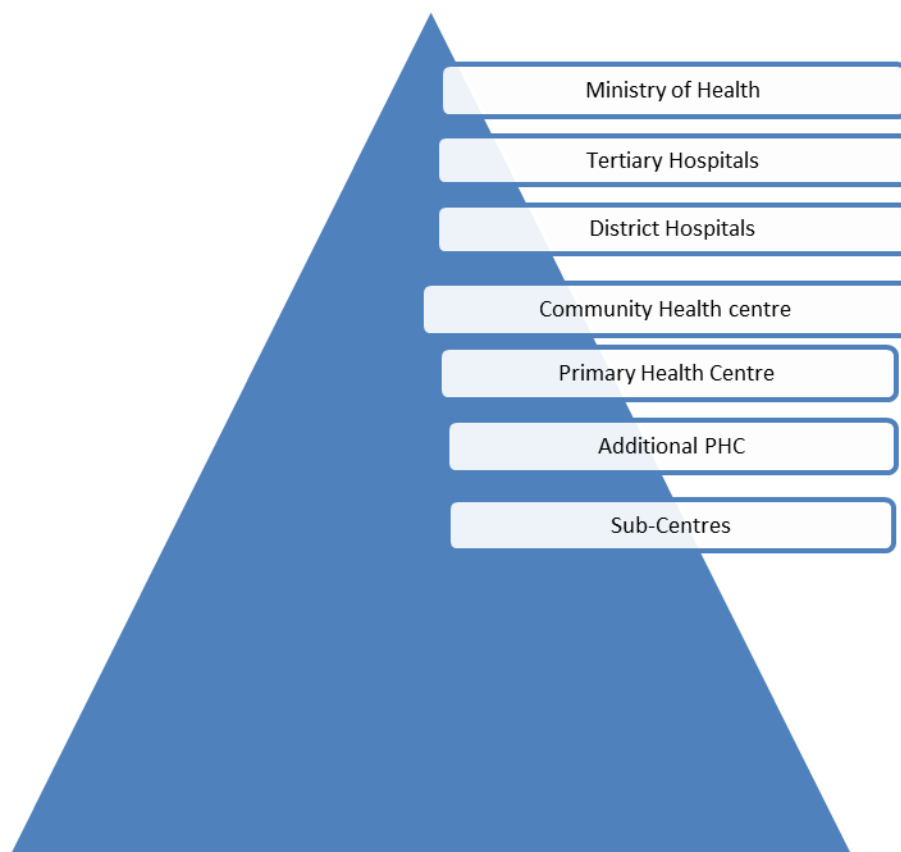 Ministry of Health
Tertiary Hospitals
District Hospitals
Community Health centre
Primary Health Centre
Additional PHC
Sub-Centres